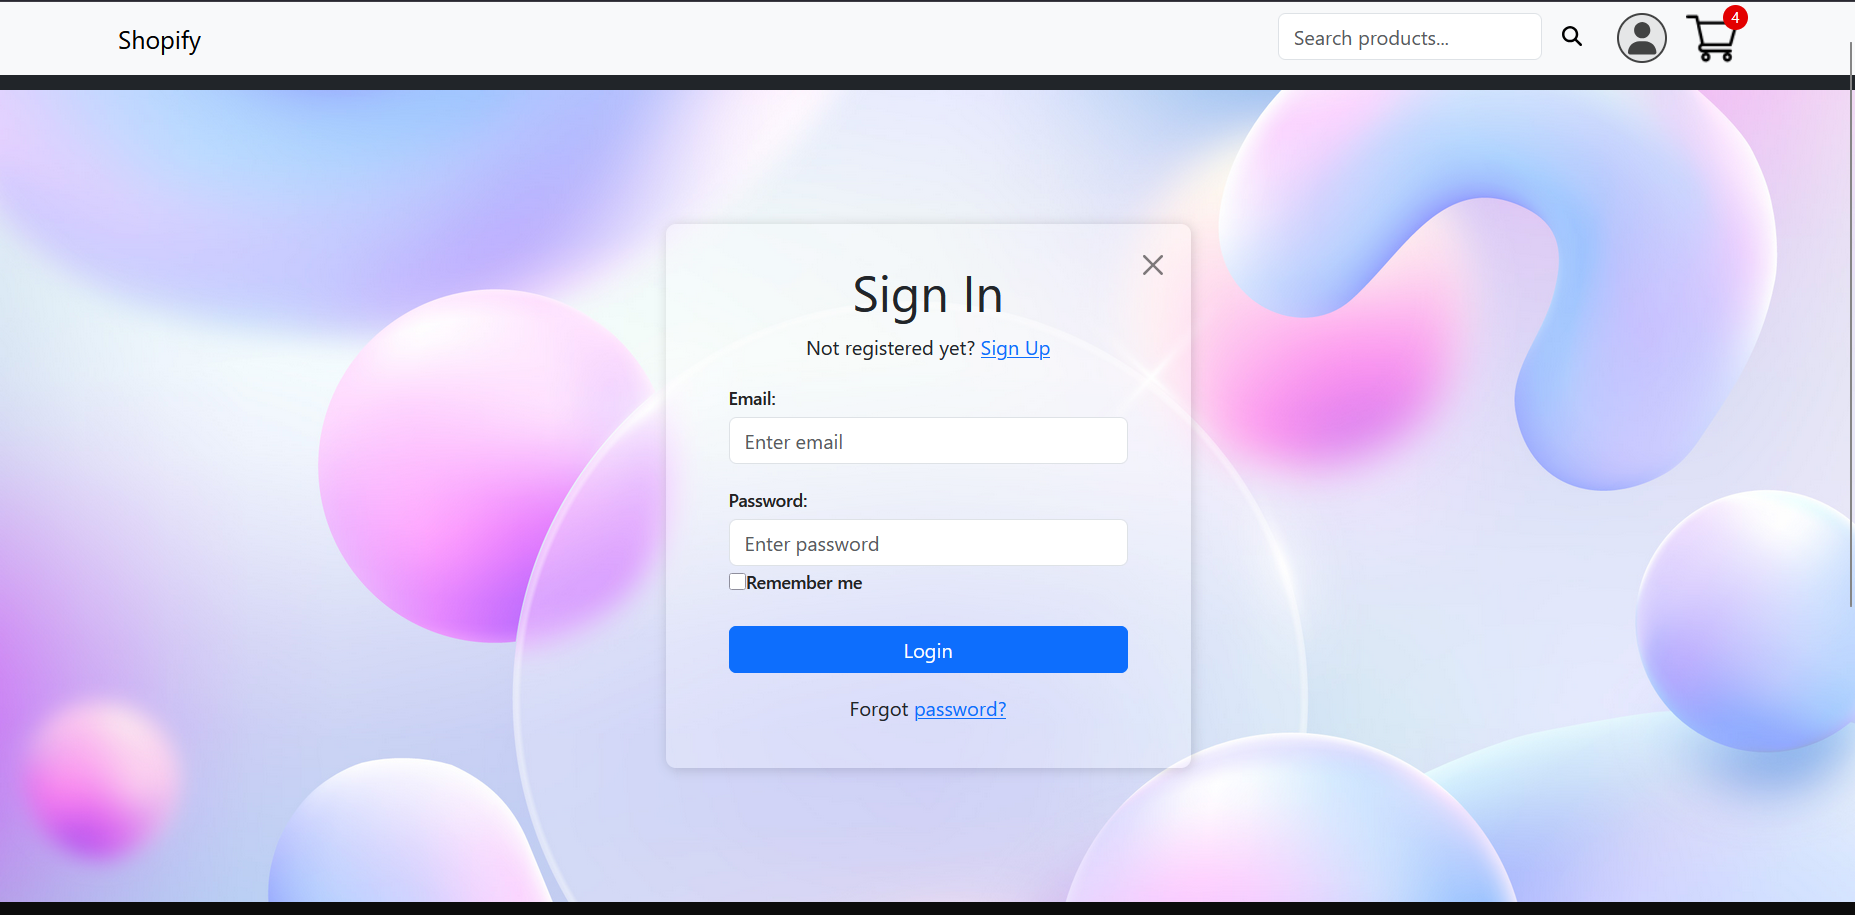 Shopify
Search products...
4
Sign In
Not registered yet? Sign Up
Email:
Enter email
Password:
Enter password
Remember me
Login
Forgot password?